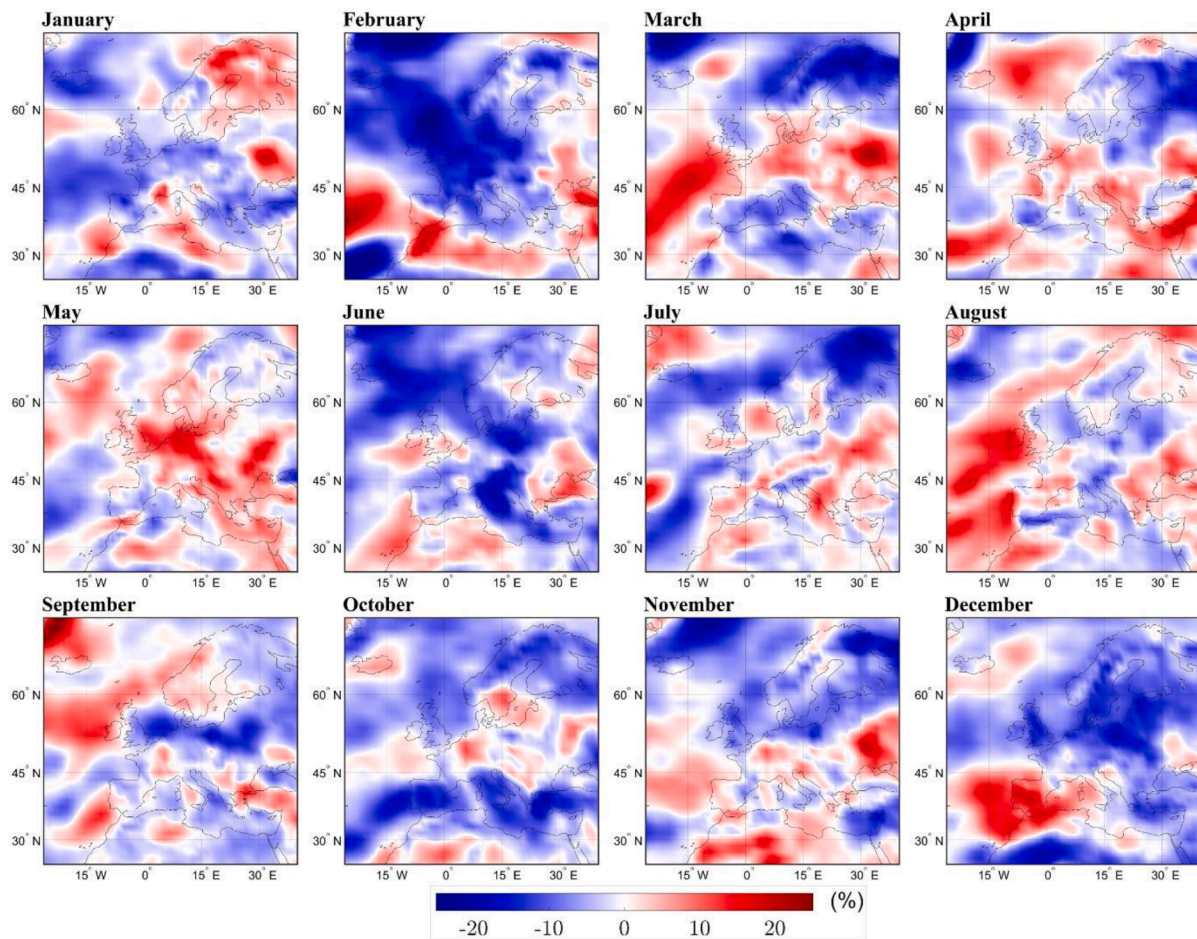 January February March April
60° N 60° N 60° N 60° N
45° N 45° N 45° N 45° N
30° N 30° N 30° N 30° N
15° W 0° 15° E 30° E 15° W 0° 15° E 30° E 15° W 0° 15° E 30° E 15° W 0° 15° E 30° E
May June July August
60° N 60° N 60° N 60° N
45° N 45° N 45° N 45° N
30° N 30° N 30° N 30° N
15° W 0° 15° E 30° E 15° W 0° 15° E 30° E 15° W 0° 15° E 30° E 15° W 0° 15° E 30° E
September October November December
60° N 60° N 60° N 60° N
45° N 45° N 45° N 45° N
30° N 30° N 30° N 30° N
15° W 0° 15° E 30° E 15° W 0° 15° E 30° E 15° W 0° 15° E 30° E 15° W 0° 15° E 30° E
(%)
-20 -10 0 10 20